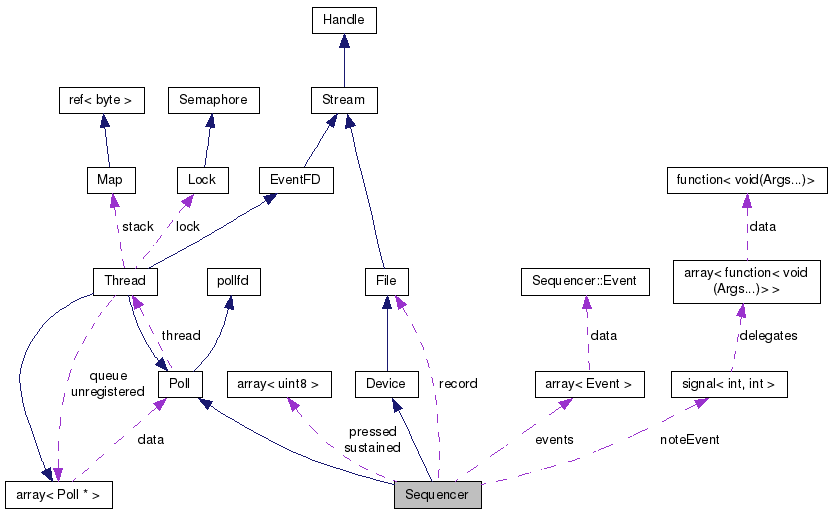 Handle
ref< byte >
Semaphore
Stream
Map
Lock
EventFD
function< void(Args...)>
stack
lock
data
Thread
pollfd
File
Sequencer::Event
array< function< void
(Args...)> >
thread
data
delegates
queue
unregistered
Poll
array< uint8 >
Device
record
array< Event >
signal< int, int >
data
pressed
sustained
events
noteEvent
array< Poll * >
Sequencer